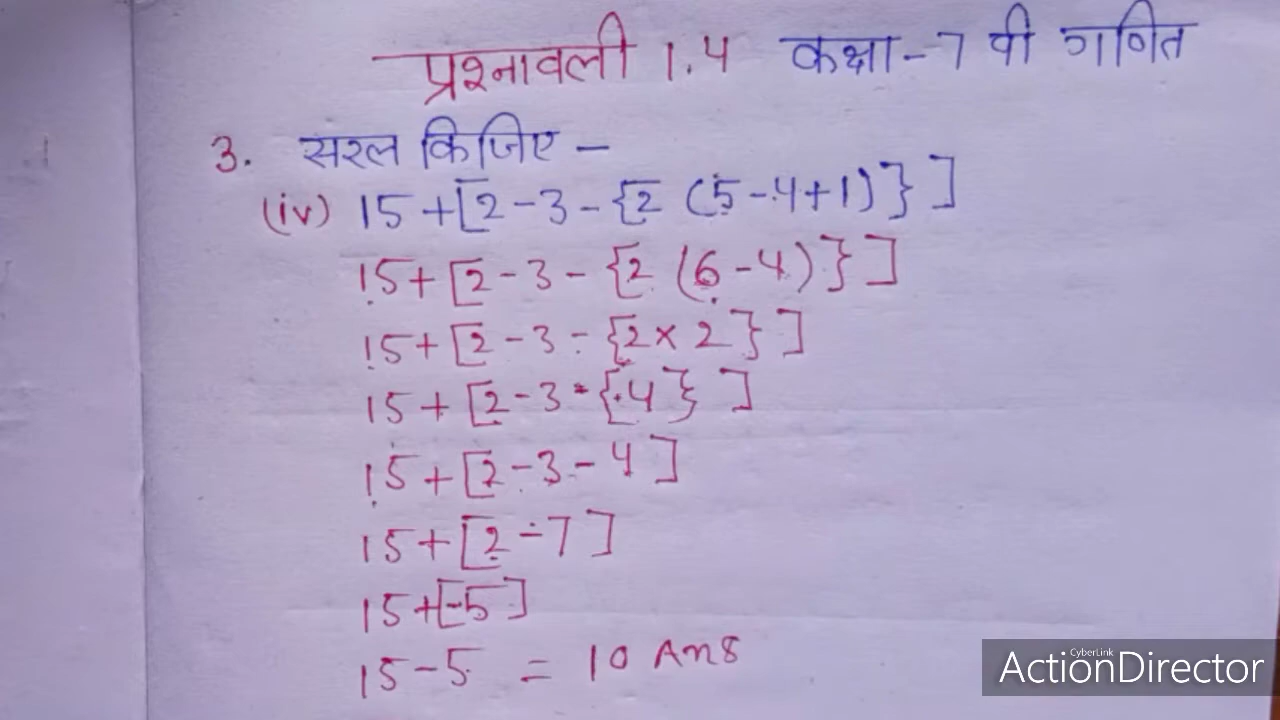 प्रश्नावली 1.4 कक्षा-7 वी गणित
3. सरल किजिए -
(iv) 15 + [2 - 3 - {2 (5 - 4 + 1)}]
15 + [2 - 3 - {2 (6 - 4)}]
15 + [2 - 3 - {2 × 2}]
15 + [2 - 3 - {4}]
15 + [2 - 3 - 4]
15 + [2 - 7]
15 + [-5]
15 - 5 = 10 Ans
CyberLink
ActionDirector